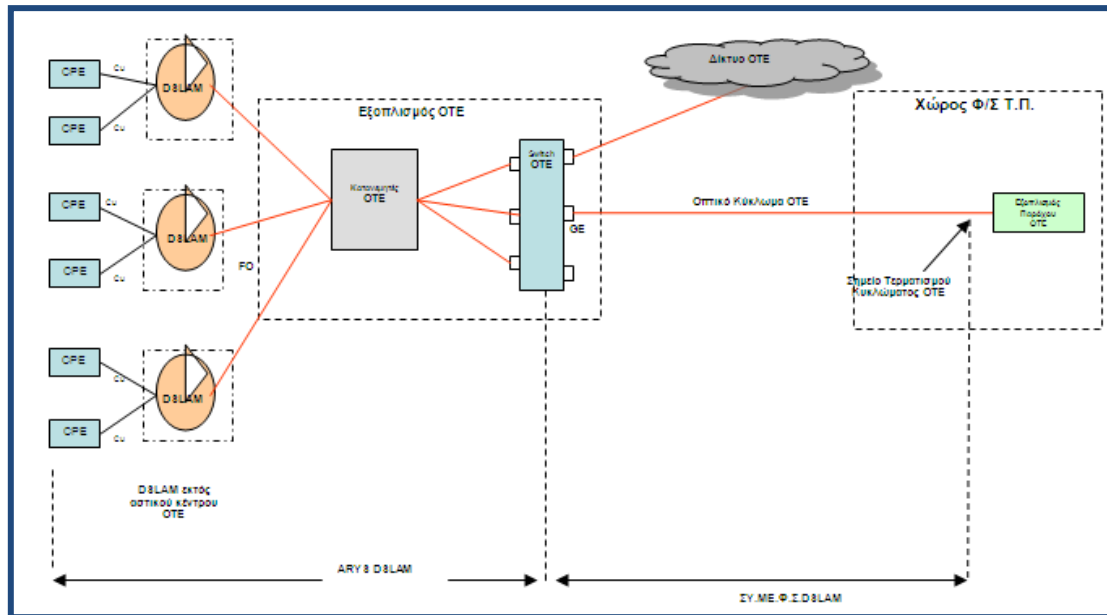 CPE
Cu
DSLAM
CPE
Cu
CPE
Cu
DSLAM
CPE
Cu
CPE
Cu
DSLAM
CPE
Cu
FO
DSLAM εκτός
αστικού κέντρου
ΟΤΕ
Εξοπλισμός ΟΤΕ
Κατανεμητές
ΟΤΕ
Switch
ΟΤΕ
GE
Δίκτυο ΟΤΕ
Οπτικό Κύκλωμα ΟΤΕ
Χώρος Φ/Σ Τ.Π.
Εξοπλισμός
Παρόχου
ΟΤΕ
Σημείο Τερματισμού
Κυκλώματος ΟΤΕ
ΑΡΥΣ DSLAM
ΣΥ.ΜΕ.Φ.Σ.DSLAM